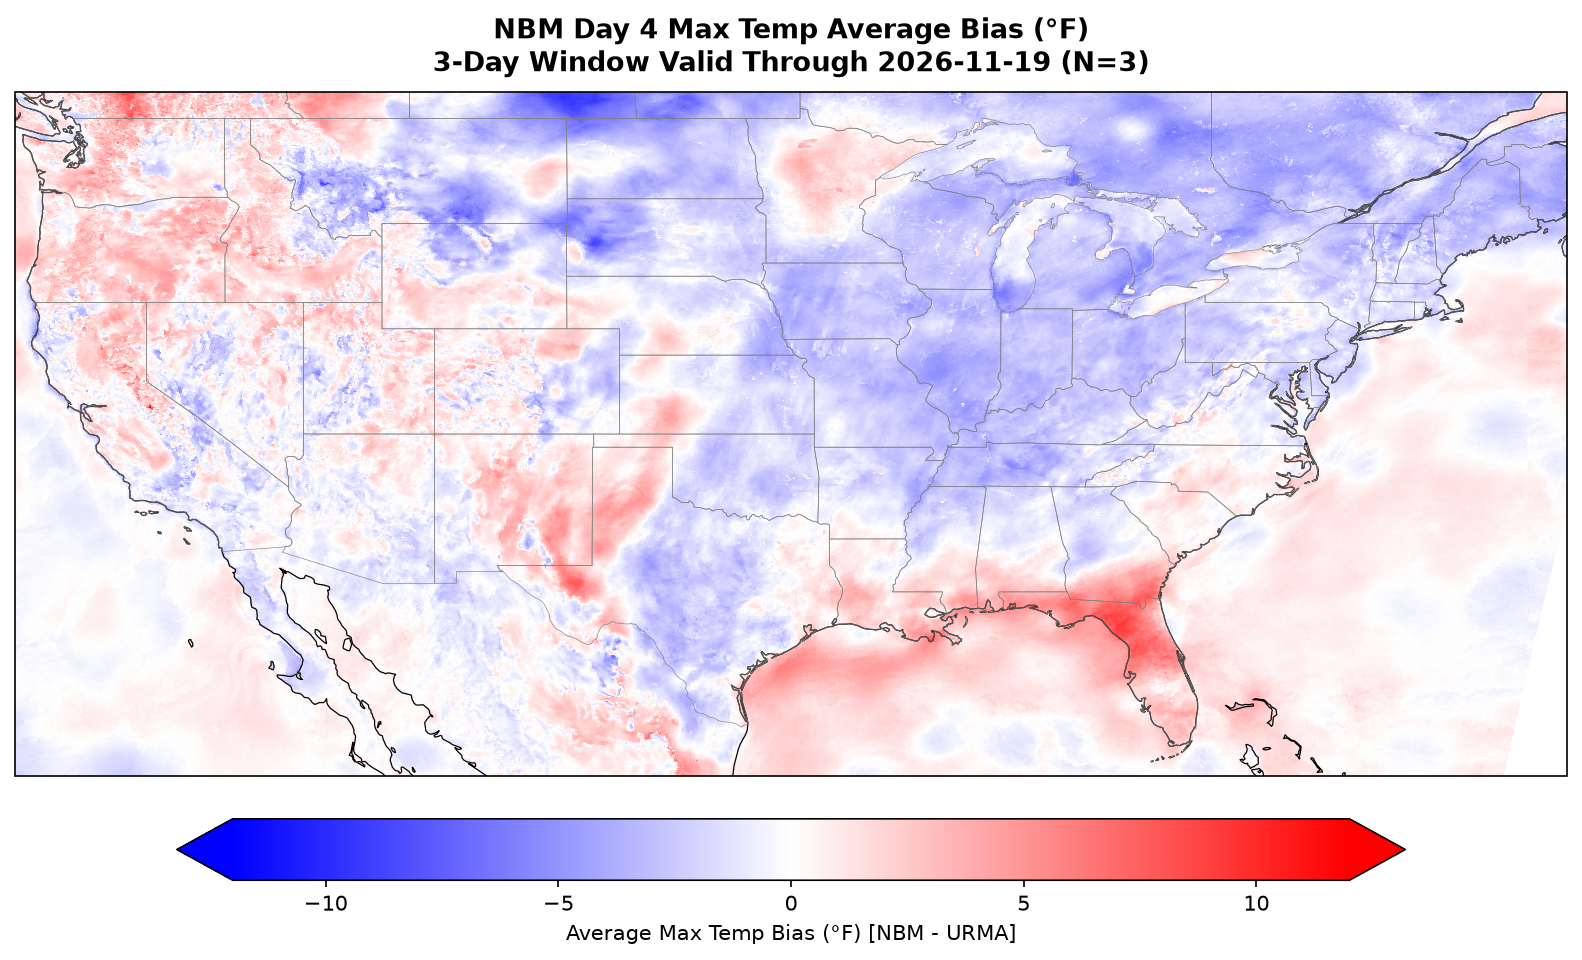 NBM Day 4 Max Temp Average Bias (°F)
3-Day Window Valid Through 2026-11-19 (N=3)
−10 −5 0 5 10
Average Max Temp Bias (°F) [NBM - URMA]